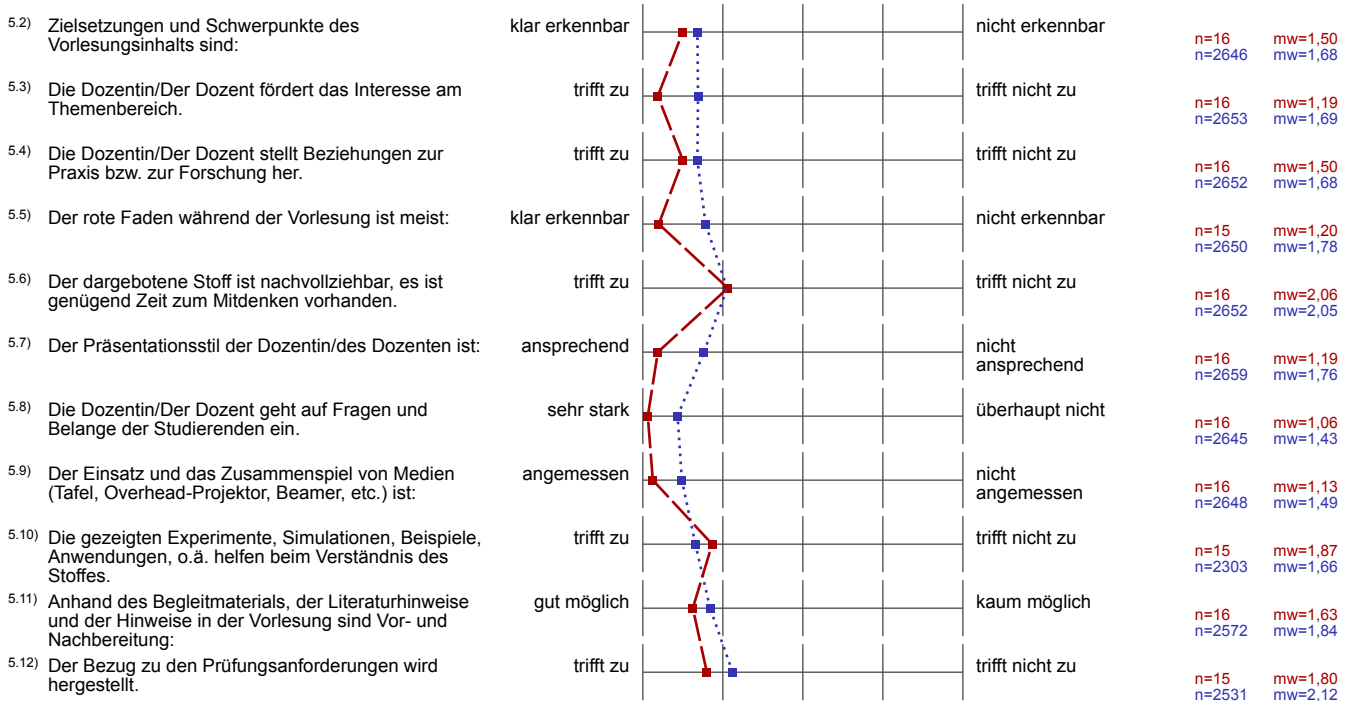 5.2) Zielsetzungen und Schwerpunkte des
Vorlesungsinhalts sind:
klar erkennbar
nicht erkennbar
n=16 mw=1,50
n=2646 mw=1,68
5.3) Die Dozentin/Der Dozent fördert das Interesse am
Themenbereich.
trifft zu
trifft nicht zu
n=16 mw=1,19
n=2653 mw=1,69
5.4) Die Dozentin/Der Dozent stellt Beziehungen zur
Praxis bzw. zur Forschung her.
trifft zu
trifft nicht zu
n=16 mw=1,50
n=2652 mw=1,68
5.5) Der rote Faden während der Vorlesung ist meist:
klar erkennbar
nicht erkennbar
n=15 mw=1,20
n=2650 mw=1,78
5.6) Der dargebotene Stoff ist nachvollziehbar, es ist
genügend Zeit zum Mitdenken vorhanden.
trifft zu
trifft nicht zu
n=16 mw=2,06
n=2652 mw=2,05
5.7) Der Präsentationsstil der Dozentin/des Dozenten ist:
ansprechend
nicht
ansprechend
n=16 mw=1,19
n=2659 mw=1,76
5.8) Die Dozentin/Der Dozent geht auf Fragen und
Belange der Studierenden ein.
sehr stark
überhaupt nicht
n=16 mw=1,06
n=2645 mw=1,43
5.9) Der Einsatz und das Zusammenspiel von Medien
(Tafel, Overhead-Projektor, Beamer, etc.) ist:
angemessen
nicht
angemessen
n=16 mw=1,13
n=2648 mw=1,49
5.10) Die gezeigten Experimente, Simulationen, Beispiele,
Anwendungen, o.ä. helfen beim Verständnis des
Stoffes.
trifft zu
trifft nicht zu
n=15 mw=1,87
n=2303 mw=1,66
5.11) Anhand des Begleitmaterials, der Literaturhinweise
und der Hinweise in der Vorlesung sind Vor- und
Nachbereitung:
gut möglich
kaum möglich
n=16 mw=1,63
n=2572 mw=1,84
5.12) Der Bezug zu den Prüfungsanforderungen wird
hergestellt.
trifft zu
trifft nicht zu
n=15 mw=1,80
n=2531 mw=2,12